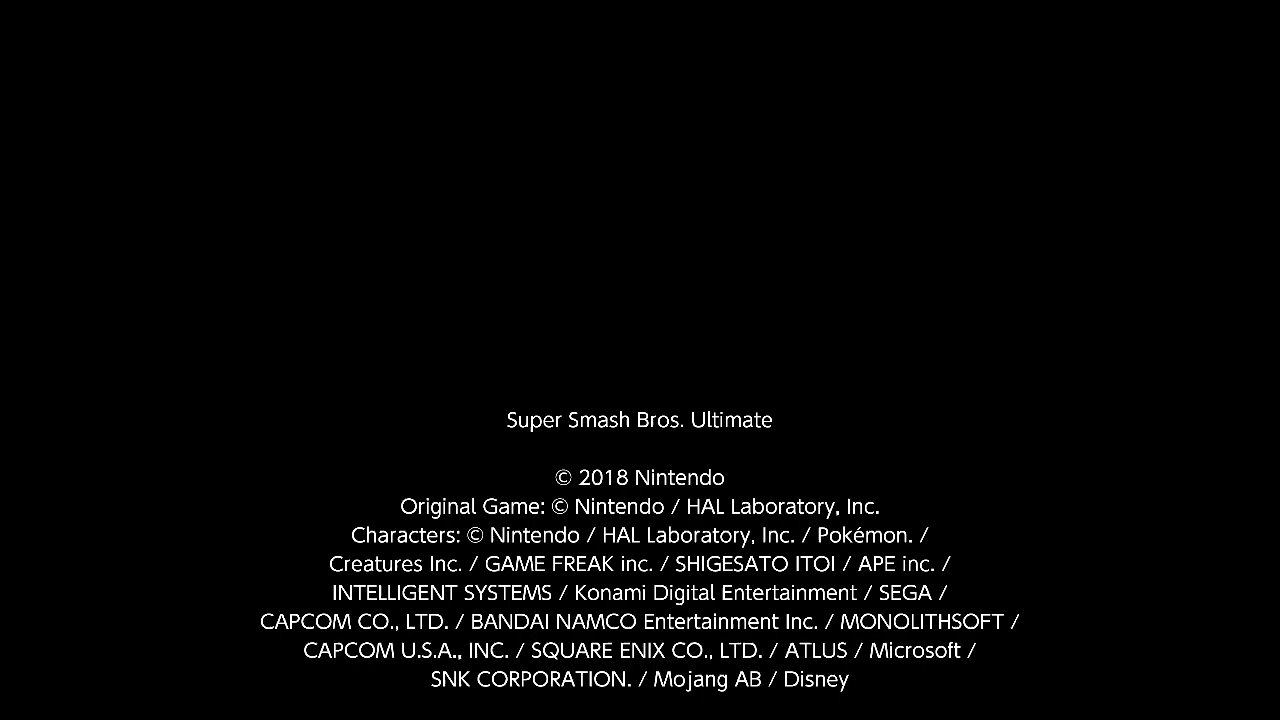 Super Smash Bros. Ultimate
© 2018 Nintendo
Original Game: © Nintendo / HAL Laboratory, Inc.
Characters: © Nintendo / HAL Laboratory, Inc. / Pokémon. /
Creatures Inc. / GAME FREAK inc. / SHIGESATO ITOI / APE inc. /
INTELLIGENT SYSTEMS / Konami Digital Entertainment / SEGA /
CAPCOM CO., LTD. / BANDAI NAMCO Entertainment Inc. / MONOLITHSOFT /
CAPCOM U.S.A., INC. / SQUARE ENIX CO., LTD. / ATLUS / Microsoft /
SNK CORPORATION. / Mojang AB / Disney